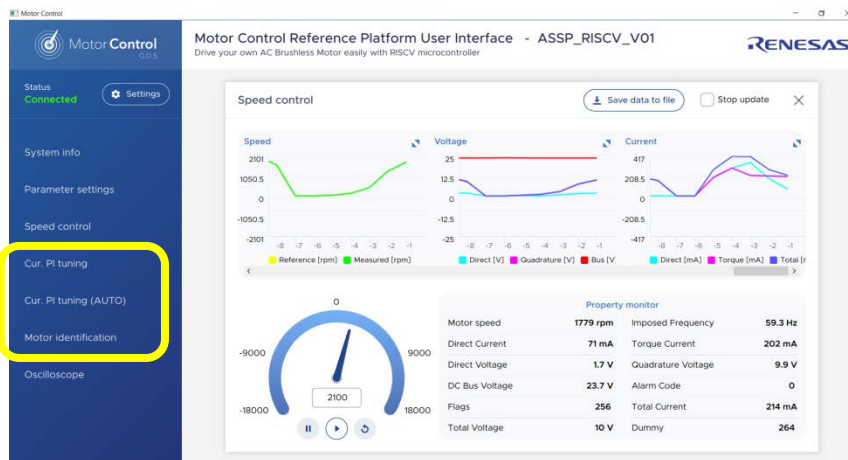 Motor Control
Motor Control
0.0.5
Motor Control Reference Platform User Interface - ASSP_RISCV_V01
Drive your own AC Brushless Motor easily with RISCV microcontroller
RENESAS
Status
Connected
Settings
System info
Parameter settings
Speed control
Cur. PI tuning
Cur. PI tuning (AUTO)
Motor identification
Oscilloscope
Speed control
Save data to file
Stop update
Speed
2101
1050.5
0
-1050.5
-2101
-8 -7 -6 -5 -4 -3 -2 -1
Reference [rpm] Measured [rpm]
Voltage
25
12.5
0
-12.5
-25
-8 -7 -6 -5 -4 -3 -2 -1
Direct [V] Quadrature [V] Bus [V
Current
417
208.5
0
-208.5
-417
-8 -7 -6 -5 -4 -3 -2 -1
Direct [mA] Torque [mA] Total [r
0
-9000 9000
-18000 18000
2100
Property monitor
Motor speed 1779 rpm Imposed Frequency 59.3 Hz
Direct Current 71 mA Torque Current 202 mA
Direct Voltage 1.7 V Quadrature Voltage 9.9 V
DC Bus Voltage 23.7 V Alarm Code 0
Flags 256 Total Current 214 mA
Total Voltage 10 V Dummy 264